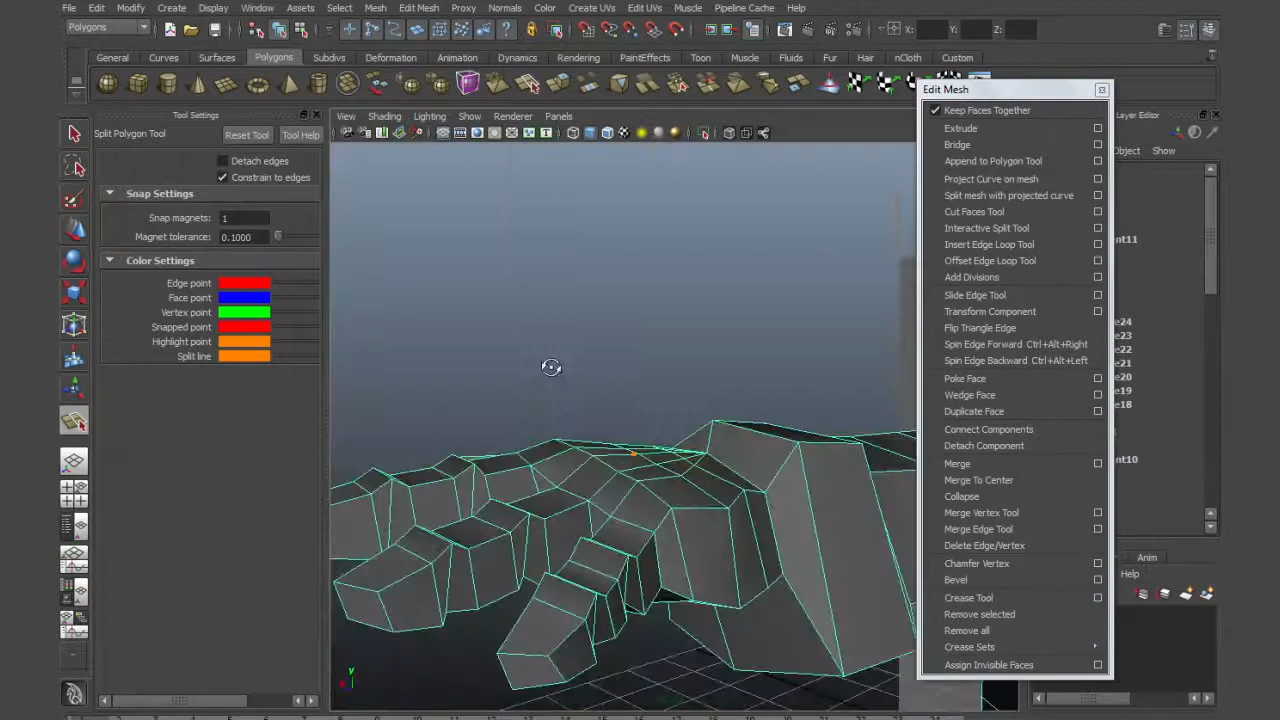 File Edit Modify Create Display Window Assets Select Mesh Edit Mesh Proxy Normals Color Create UVs Edit UVs Muscle Pipeline Cache Help
Polygons X: Y: Z:
General Curves Surfaces Polygons Subdivs Deformation Animation Dynamics Rendering PaintEffects Toon Muscle Fluids Fur Hair nCloth Custom
Tool Settings
Split Polygon Tool Reset Tool Tool Help
Detach edges
Constrain to edges
Snap Settings
Snap magnets: 1
Magnet tolerance: 0.1000
Color Settings
Edge point
Face point
Vertex point
Snapped point
Highlight point
Split line
View Shading Lighting Show Renderer Panels
y
Edit Mesh
Keep Faces Together
Extrude
Bridge
Append to Polygon Tool
Project Curve on mesh
Split mesh with projected curve
Cut Faces Tool
Interactive Split Tool
Insert Edge Loop Tool
Offset Edge Loop Tool
Add Divisions
Slide Edge Tool
Transform Component
Flip Triangle Edge
Spin Edge Forward Ctrl+Alt+Right
Spin Edge Backward Ctrl+Alt+Left
Poke Face
Wedge Face
Duplicate Face
Connect Components
Detach Component
Merge
Merge To Center
Collapse
Merge Vertex Tool
Merge Edge Tool
Delete Edge/Vertex
Chamfer Vertex
Bevel
Crease Tool
Remove selected
Remove all
Crease Sets
Assign Invisible Faces
Layer Editor
Object Show
ent11
e24
e23
e22
e21
e20
e19
e18
ent10
Anim
Help